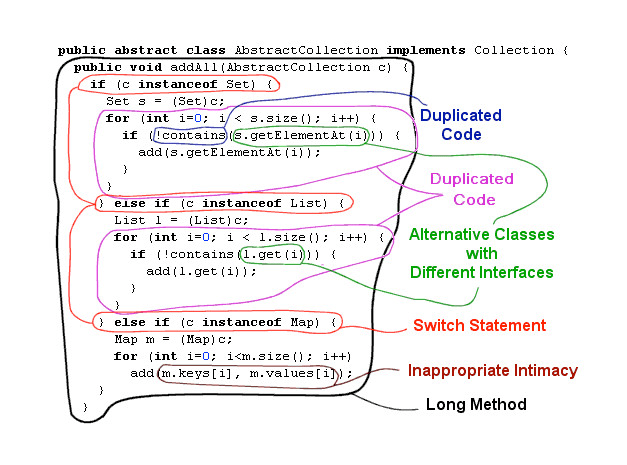 public abstract class AbstractCollection implements Collection {
public void addAll(AbstractCollection c) {
if (c instanceof Set) {
Set s = (Set)c;
for (int i=0; i < s.size(); i++) {
if (!contains(s.getElementAt(i))) {
add(s.getElementAt(i));
}
}
} else if (c instanceof List) {
List l = (List)c;
for (int i=0; i < l.size(); i++) {
if (!contains(l.get(i))) {
add(l.get(i));
}
}
} else if (c instanceof Map) {
Map m = (Map)c;
for (int i=0; i<m.size(); i++)
add(m.keys[i], m.values[i]);
}
}
Duplicated
Code
Duplicated
Code
Alternative Classes
with
Different Interfaces
Switch Statement
Inappropriate Intimacy
Long Method